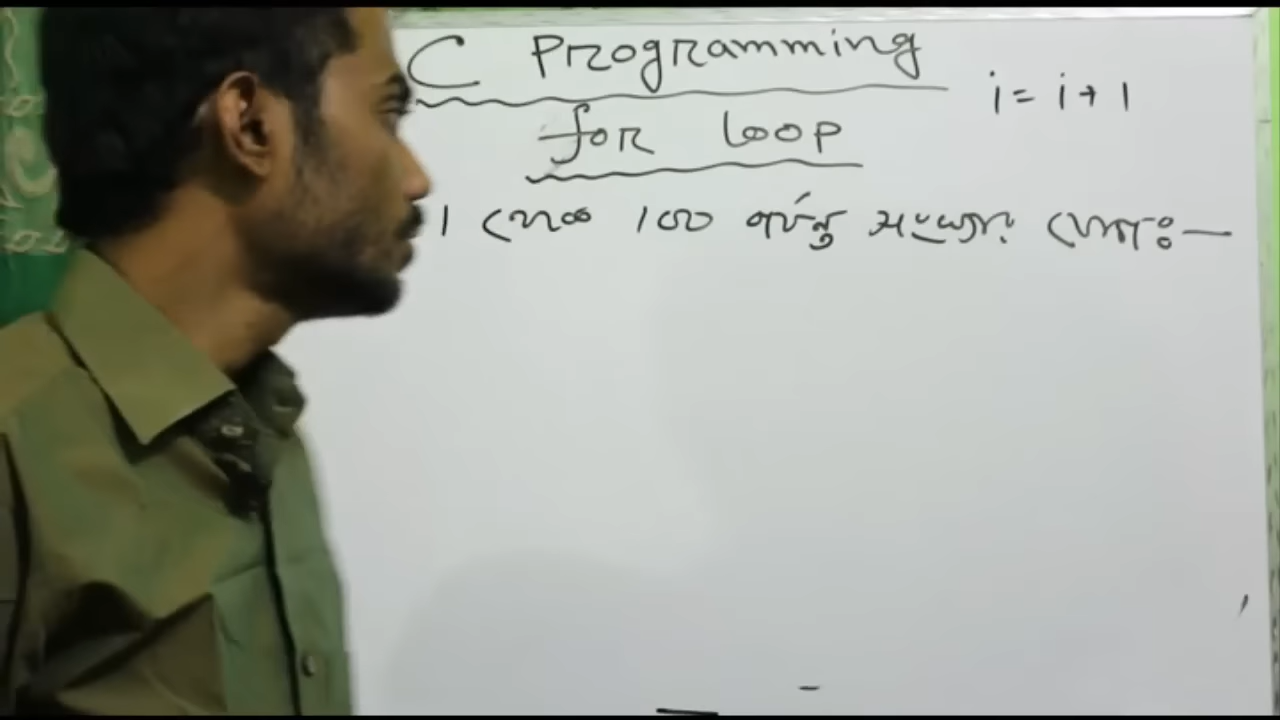 C Programming
i = i + 1
for loop
1 থেকে 100 পর্যন্ত সংখ্যার যোগঃ—